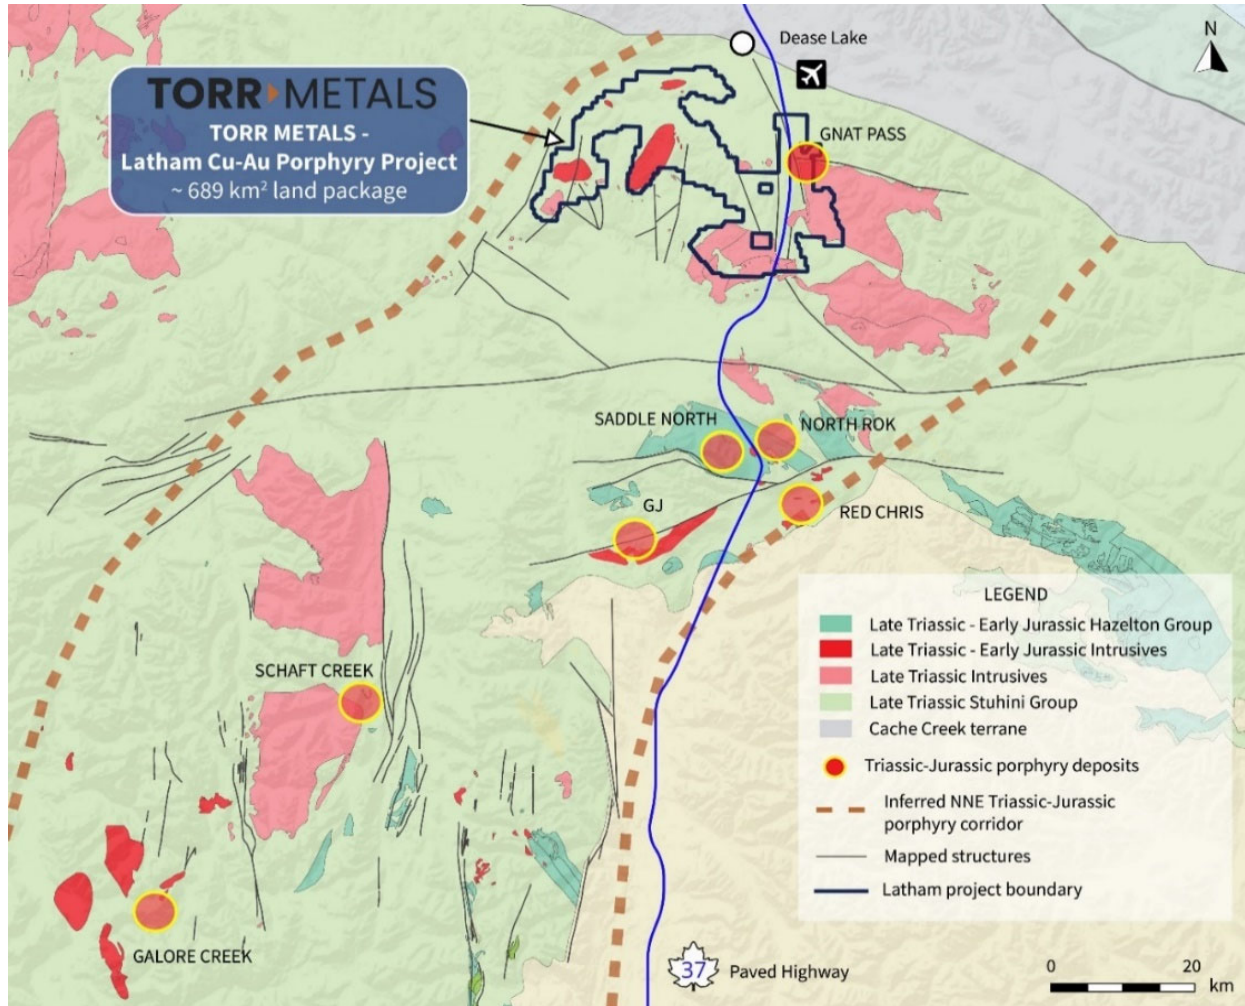 Dease Lake
N
TORR METALS
TORR METALS -
Latham Cu-Au Porphyry Project
~ 689 km² land package
GNAT PASS
SADDLE NORTH
NORTH ROK
GJ
RED CHRIS
SCHAFT CREEK
GALORE CREEK
LEGEND
Late Triassic - Early Jurassic Hazelton Group
Late Triassic - Early Jurassic Intrusives
Late Triassic Intrusives
Late Triassic Stuhini Group
Cache Creek terrane
Triassic-Jurassic porphyry deposits
Inferred NNE Triassic-Jurassic
porphyry corridor
Mapped structures
Latham project boundary
37 Paved Highway
0 20
km